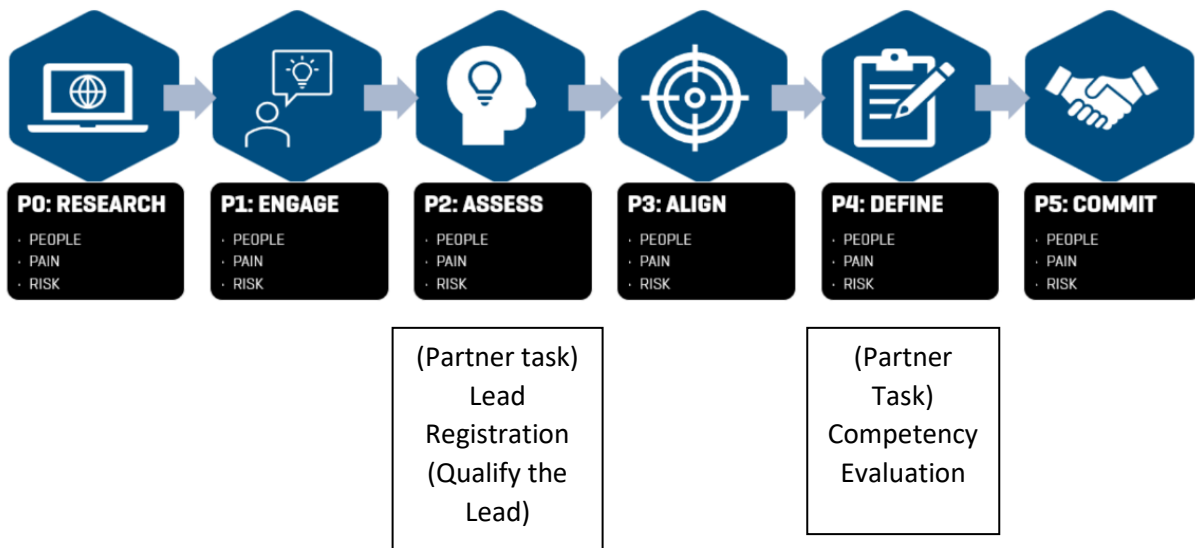 P0: RESEARCH
· PEOPLE
· PAIN
· RISK
P1: ENGAGE
· PEOPLE
· PAIN
· RISK
P2: ASSESS
· PEOPLE
· PAIN
· RISK
P3: ALIGN
· PEOPLE
· PAIN
· RISK
P4: DEFINE
· PEOPLE
· PAIN
· RISK
P5: COMMIT
· PEOPLE
· PAIN
· RISK
(Partner task)
Lead
Registration
(Qualify the
Lead)
(Partner
Task)
Competency
Evaluation